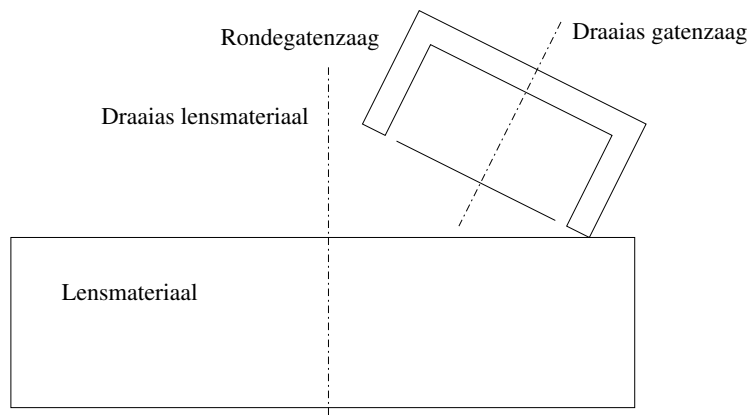 Rondegatenzaag
Draaias gatenzaag
Draaias lensmateriaal
Lensmateriaal